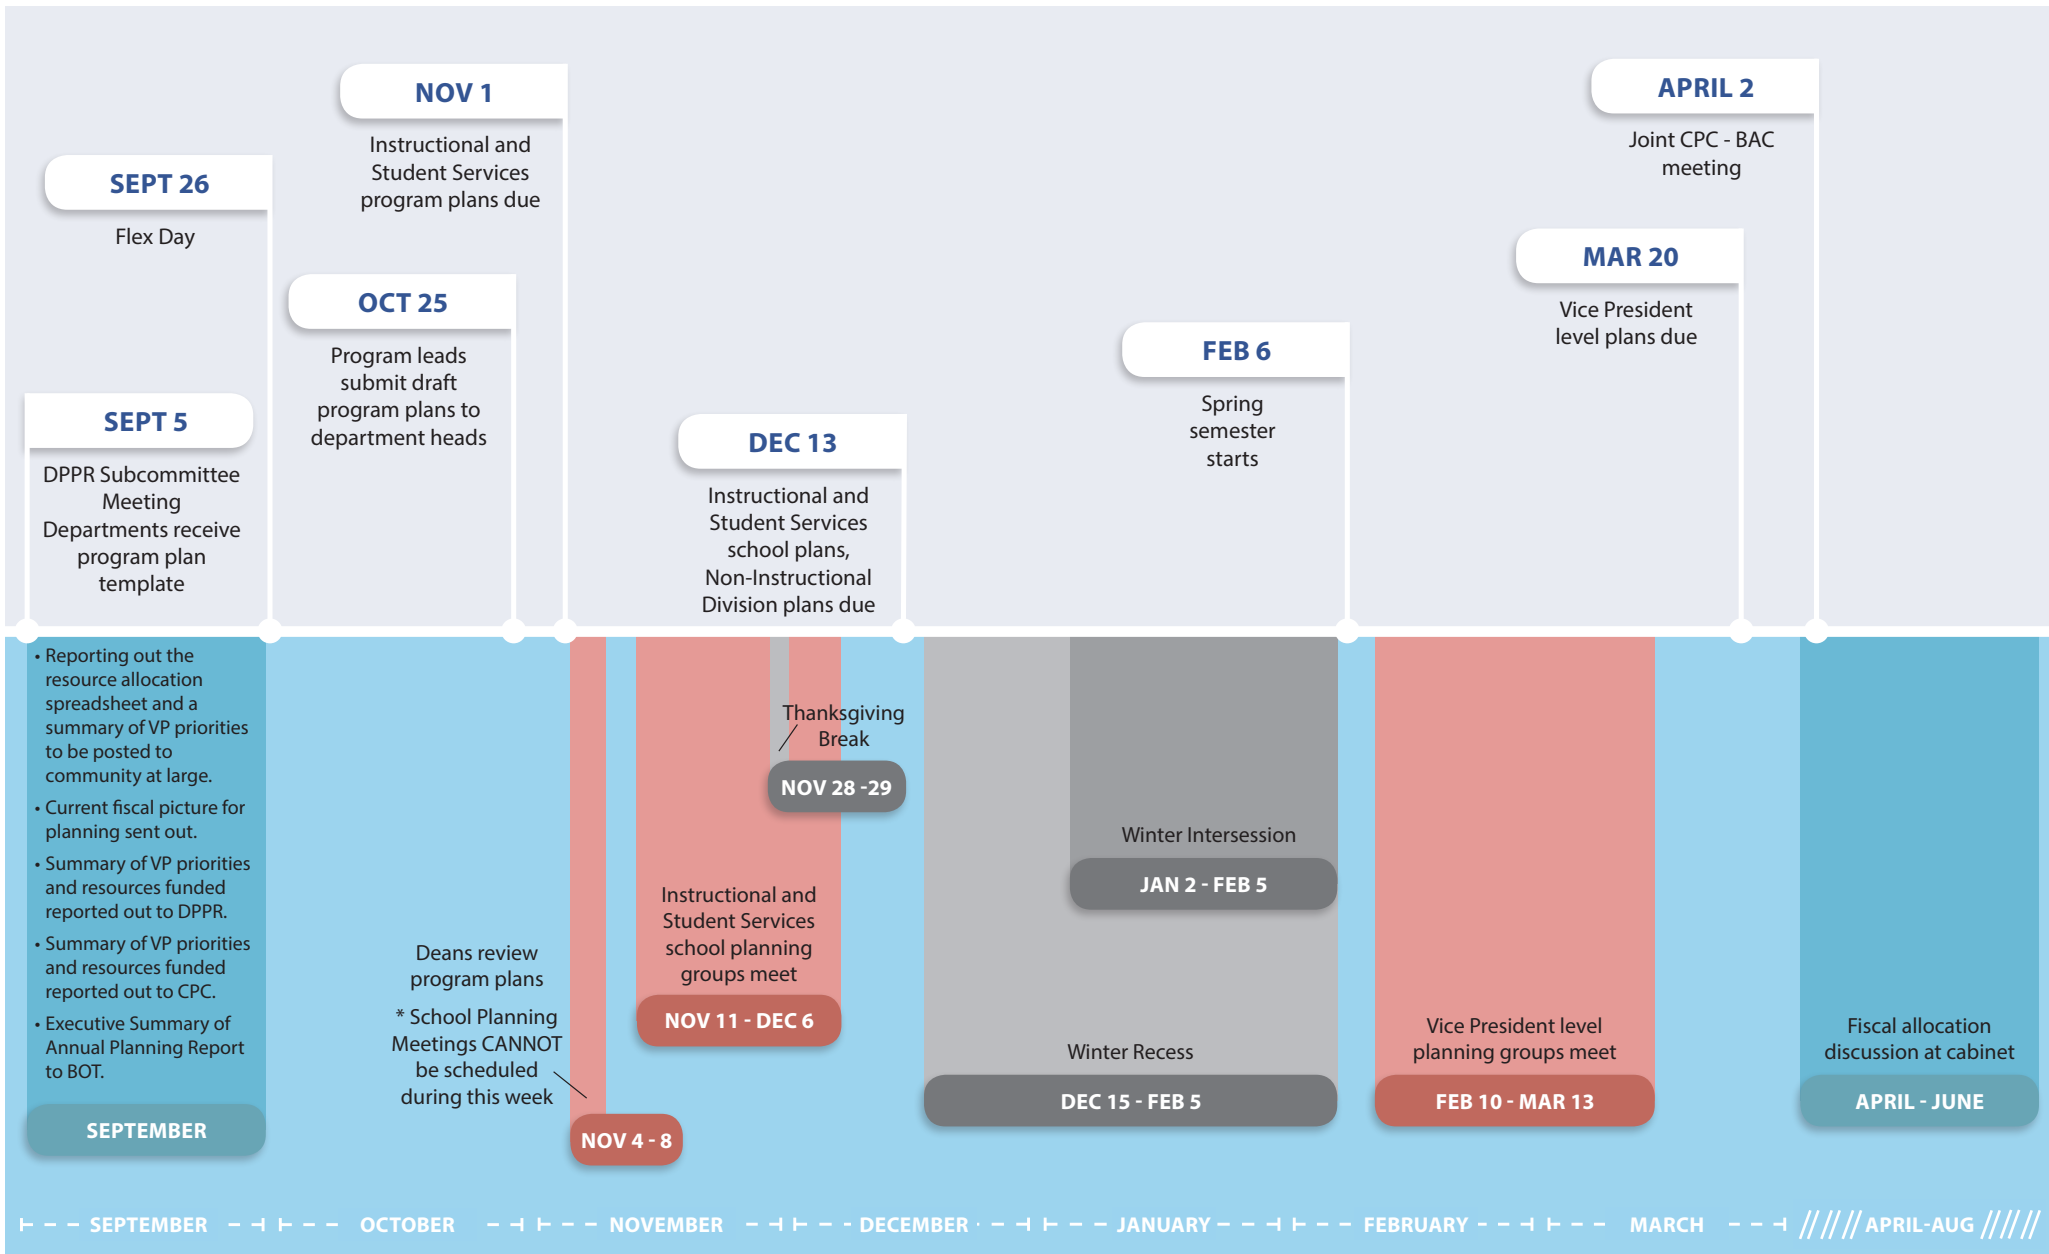 NOV 1
Instructional and
Student Services
program plans due
APRIL 2
Joint CPC - BAC
meeting
SEPT 26
Flex Day
MAR 20
Vice President
level plans due
OCT 25
Program leads
submit draft
program plans to
department heads
FEB 6
Spring
semester
starts
SEPT 5
DPPR Subcommittee
Meeting
Departments receive
program plan
template
DEC 13
Instructional and
Student Services
school plans,
Non-Instructional
Division plans due
• Reporting out the
resource allocation
spreadsheet and a
summary of VP priorities
to be posted to
community at large.
• Current fiscal picture for
planning sent out.
• Summary of VP priorities
and resources funded
reported out to DPPR.
• Summary of VP priorities
and resources funded
reported out to CPC.
• Executive Summary of
Annual Planning Report
to BOT.
SEPTEMBER
Deans review
program plans
* School Planning
Meetings CANNOT
be scheduled
during this week
NOV 4 - 8
Instructional and
Student Services
school planning
groups meet
NOV 11 - DEC 6
Thanksgiving
Break
NOV 28 -29
Winter Intersession
JAN 2 - FEB 5
Winter Recess
DEC 15 - FEB 5
Vice President level
planning groups meet
FEB 10 - MAR 13
Fiscal allocation
discussion at cabinet
APRIL - JUNE
SEPTEMBER
OCTOBER
NOVEMBER
DECEMBER
JANUARY
FEBRUARY
MARCH
APRIL-AUG